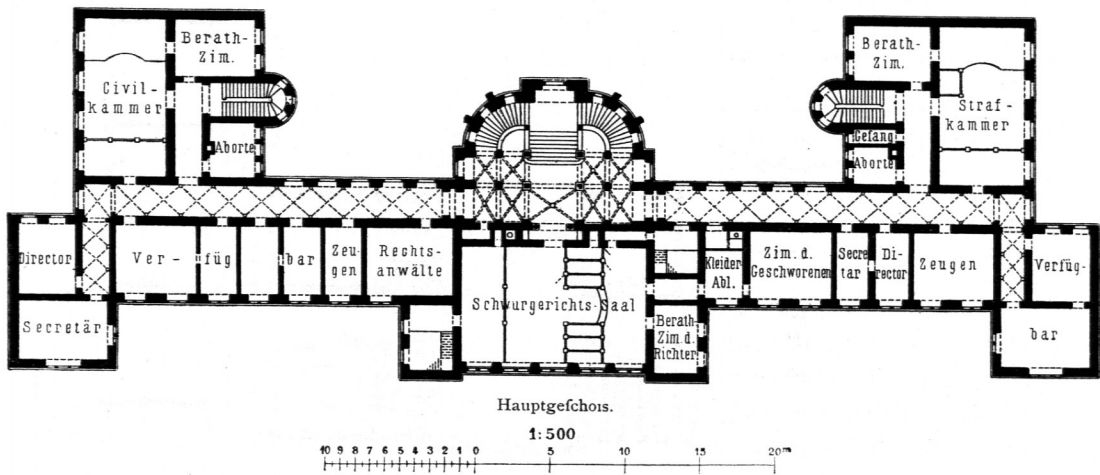 Berath-
Zim.
Civil-
kammer
Aborte
Berath-
Zim.
Straf-
kammer
Gefang
Aborte
Director
Ver-
füg
bar
Zeu-
gen
Rechts-
anwälte
Schwurgerichts-Saal
Kleider
Abl.
Zim. d.
Geschworenen
Secre
tar
Di-
rector
Zeugen
Verfüg-
Secretär
Berath
Zim. d.
Richter
bar
Hauptgeſchois.
1:500
10 9 8 7 6 5 4 3 2 1 0 5 10 15 20m